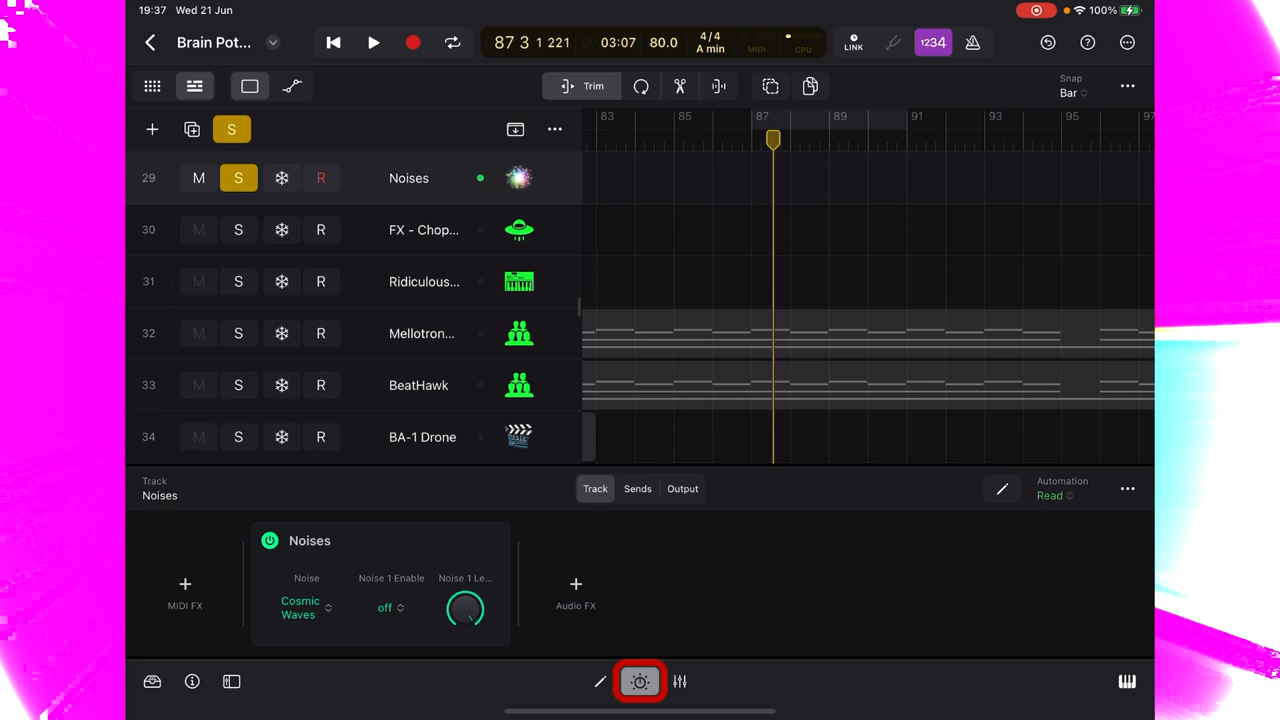 19:37 Wed 21 Jun 100%
Brain Pot... 87 3 1 221 03:07 80.0 4/4 A min In Out MIDI CPU LINK 1234
Trim Snap Bar
S 83 85 87 89 91 93 95 97
29 M S R Noises
30 M S R FX - Chop...
31 M S R Ridiculous...
32 M S R Mellotron...
33 M S R BeatHawk
34 M S R BA-1 Drone
Track Automation
Noises Track Sends Output Read
Noises
Noise Noise 1 Enable Noise 1 Le...
MIDI FX Cosmic Waves off Audio FX